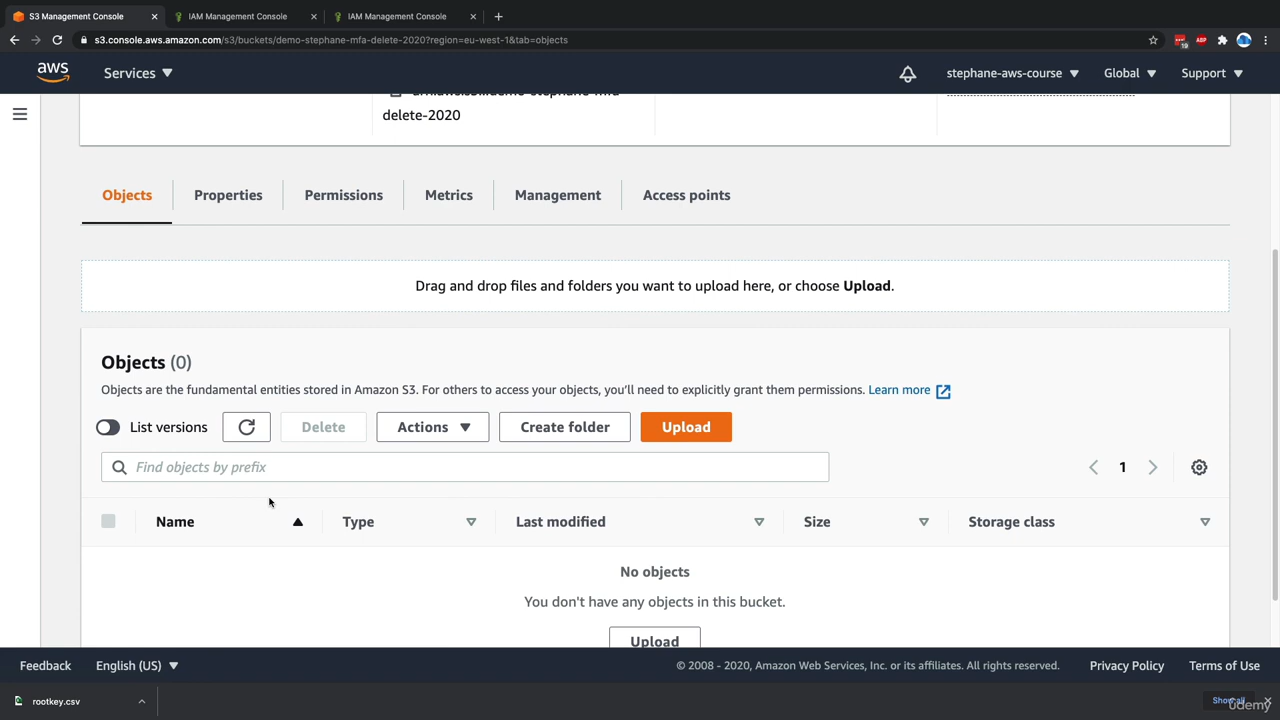 S3 Management Console
IAM Management Console
IAM Management Console
s3.console.aws.amazon.com/s3/buckets/demo-stephane-mfa-delete-2020?region=eu-west-1&tab=objects
19
ABP
aws
Services
stephane-aws-course
Global
Support
delete-2020
Objects
Properties
Permissions
Metrics
Management
Access points
Drag and drop files and folders you want to upload here, or choose Upload.
Objects (0)
Objects are the fundamental entities stored in Amazon S3. For others to access your objects, you'll need to explicitly grant them permissions. Learn more
List versions
Delete
Actions
Create folder
Upload
Find objects by prefix
1
Name
Type
Last modified
Size
Storage class
No objects
You don't have any objects in this bucket.
Upload
Feedback
English (US)
© 2008 - 2020, Amazon Web Services, Inc. or its affiliates. All rights reserved.
Privacy Policy
Terms of Use
rootkey.csv
Show all
udemy